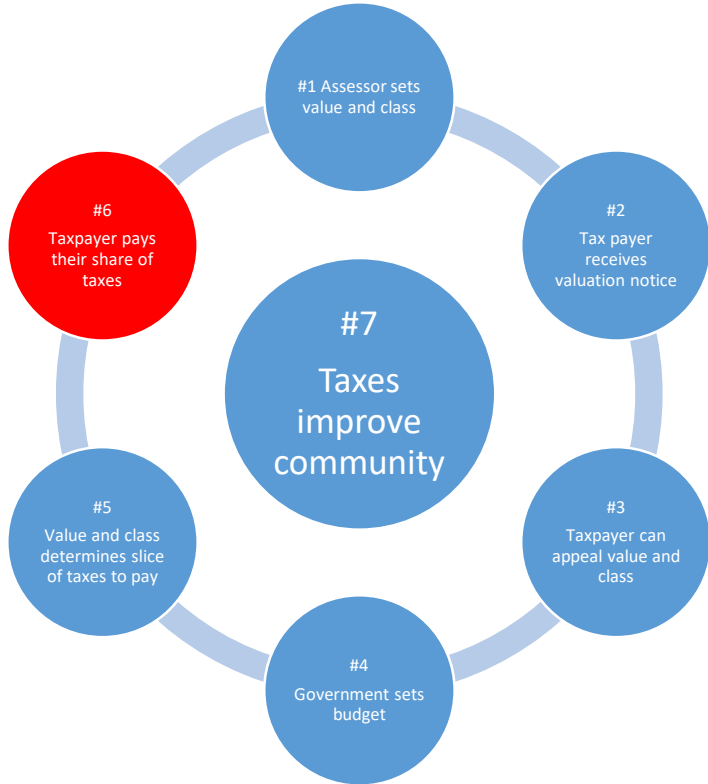 #1 Assessor sets
value and class
#2
Tax payer
receives
valuation notice
#3
Taxpayer can
appeal value and
class
#4
Government sets
budget
#5
Value and class
determines slice
of taxes to pay
#6
Taxpayer pays
their share of
taxes
#7
Taxes
improve
community